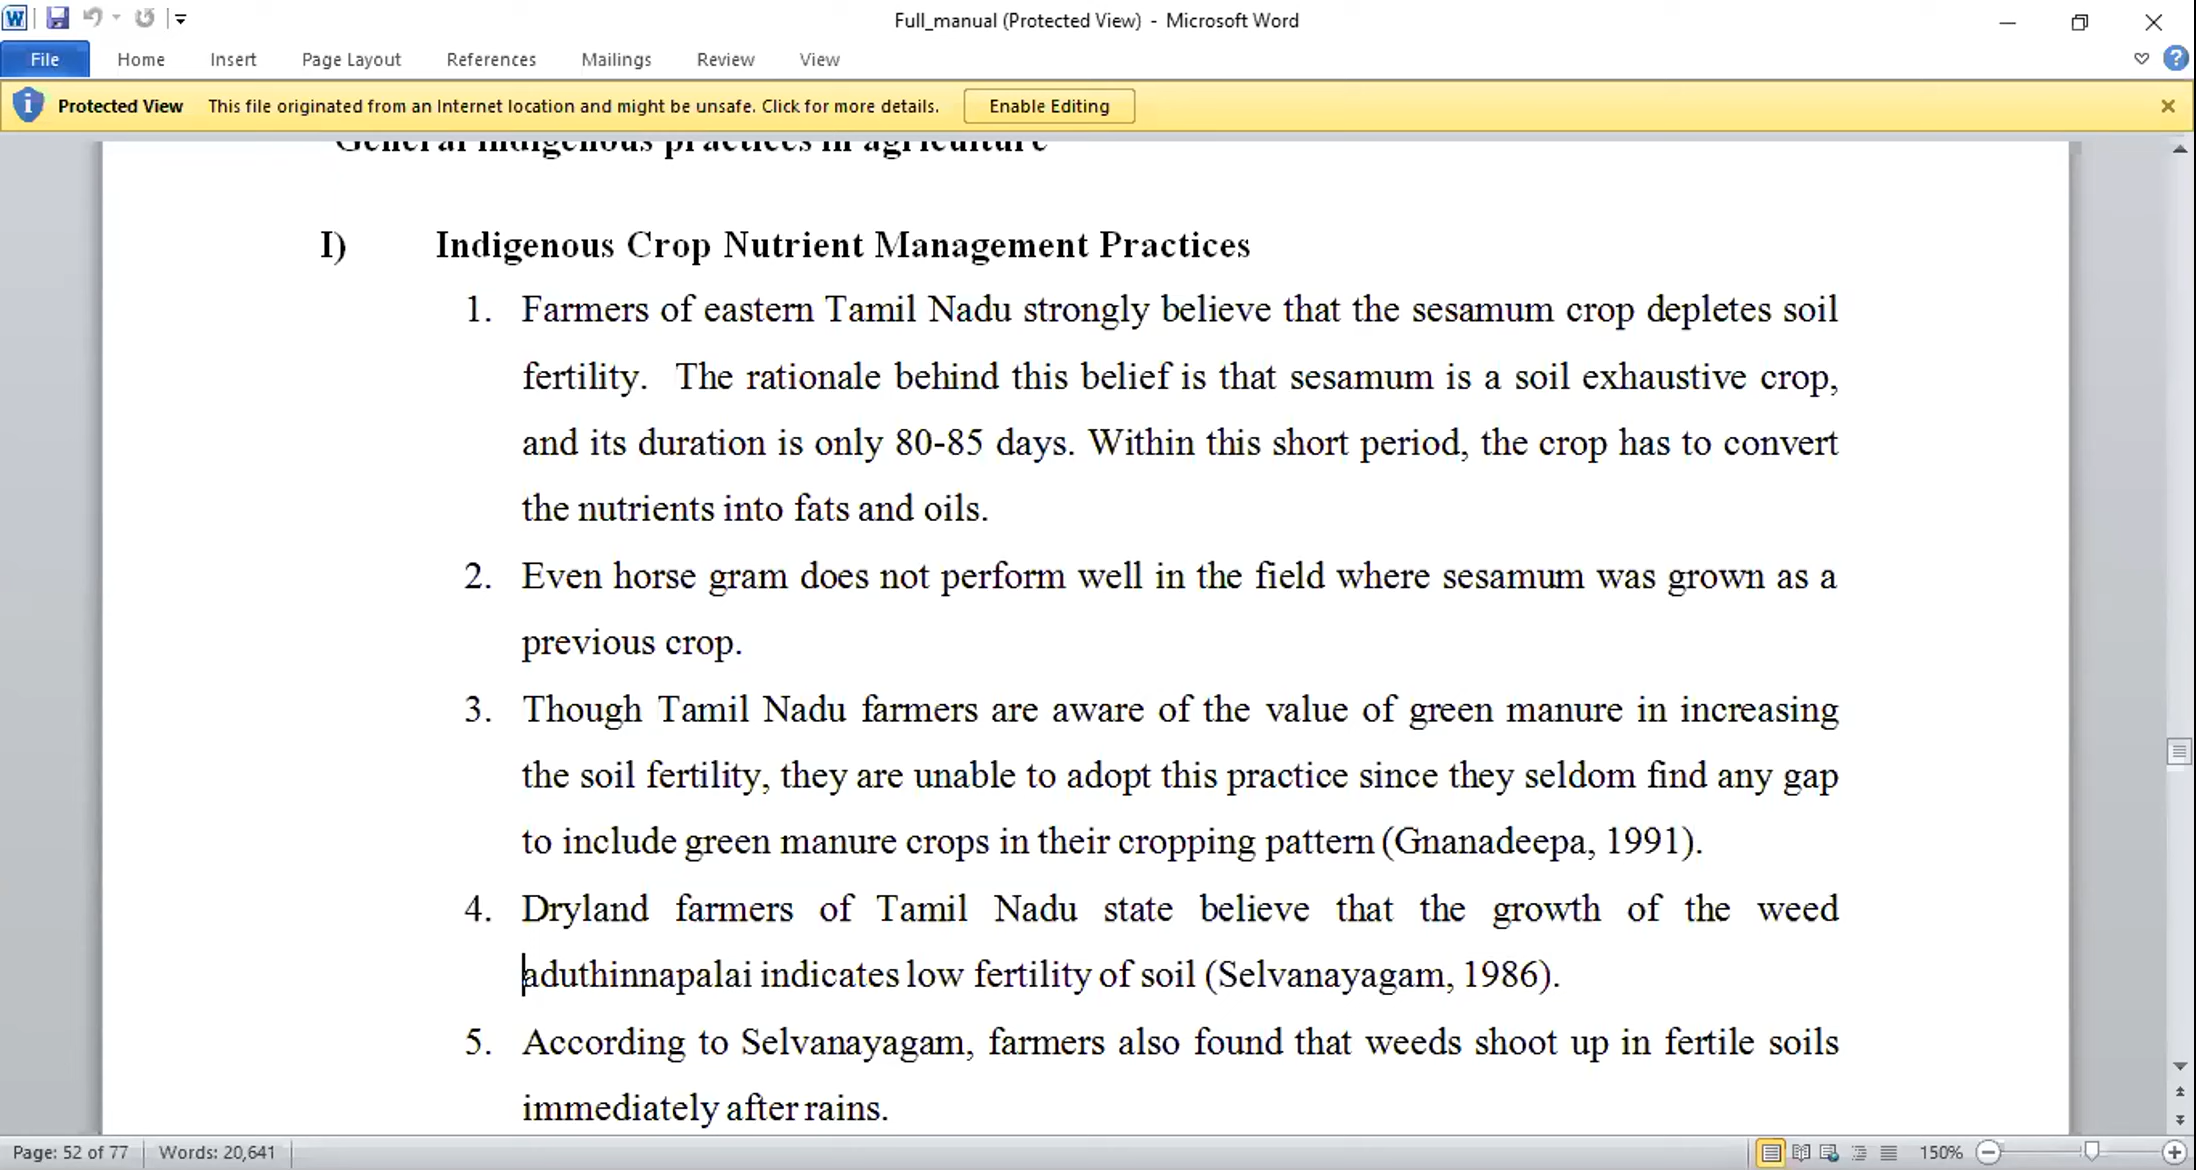 Full_manual (Protected View) - Microsoft Word
File Home Insert Page Layout References Mailings Review View
Protected View This file originated from an Internet location and might be unsafe. Click for more details. Enable Editing
General indigenous practices in agriculture
I) Indigenous Crop Nutrient Management Practices
1. Farmers of eastern Tamil Nadu strongly believe that the sesamum crop depletes soil
fertility. The rationale behind this belief is that sesamum is a soil exhaustive crop,
and its duration is only 80-85 days. Within this short period, the crop has to convert
the nutrients into fats and oils.
2. Even horse gram does not perform well in the field where sesamum was grown as a
previous crop.
3. Though Tamil Nadu farmers are aware of the value of green manure in increasing
the soil fertility, they are unable to adopt this practice since they seldom find any gap
to include green manure crops in their cropping pattern (Gnanadeepa, 1991).
4. Dryland farmers of Tamil Nadu state believe that the growth of the weed
aduthinnapalai indicates low fertility of soil (Selvanayagam, 1986).
5. According to Selvanayagam, farmers also found that weeds shoot up in fertile soils
immediately after rains.
Page: 52 of 77 Words: 20,641 150%